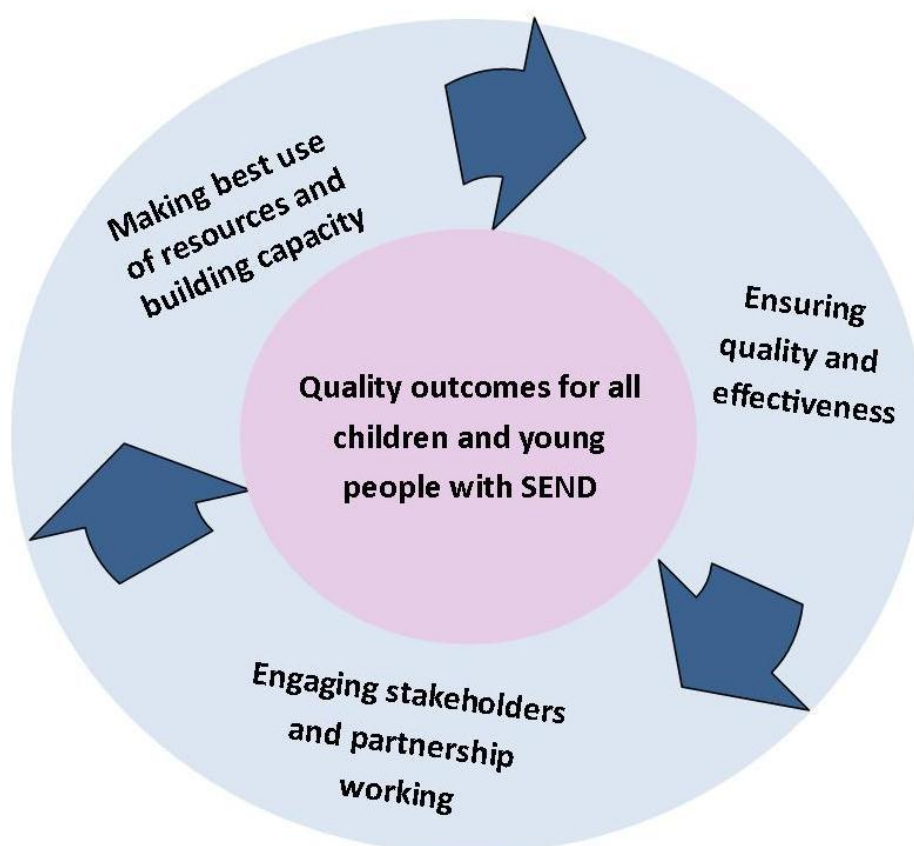 Making best use
of resources and
building capacity
Ensuring
quality and
effectiveness
Quality outcomes for all
children and young
people with SEND
Engaging stakeholders
and partnership
working